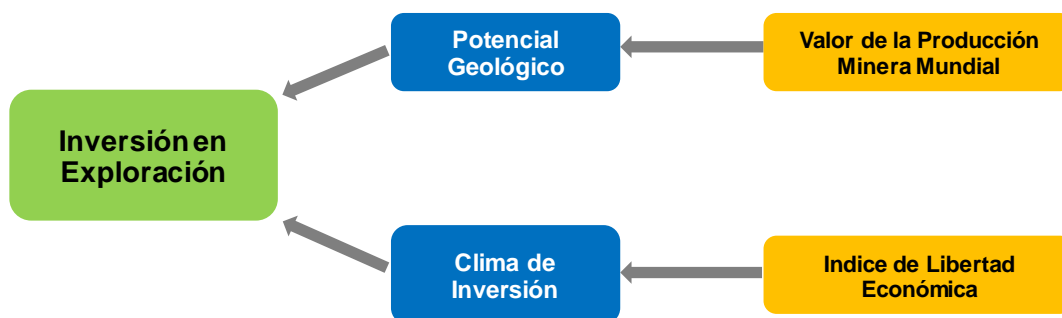 Potencial
Geológico
Valor de la Producción
Minera Mundial
Inversión en
Exploración
Clima de
Inversión
Indice de Libertad
Económica